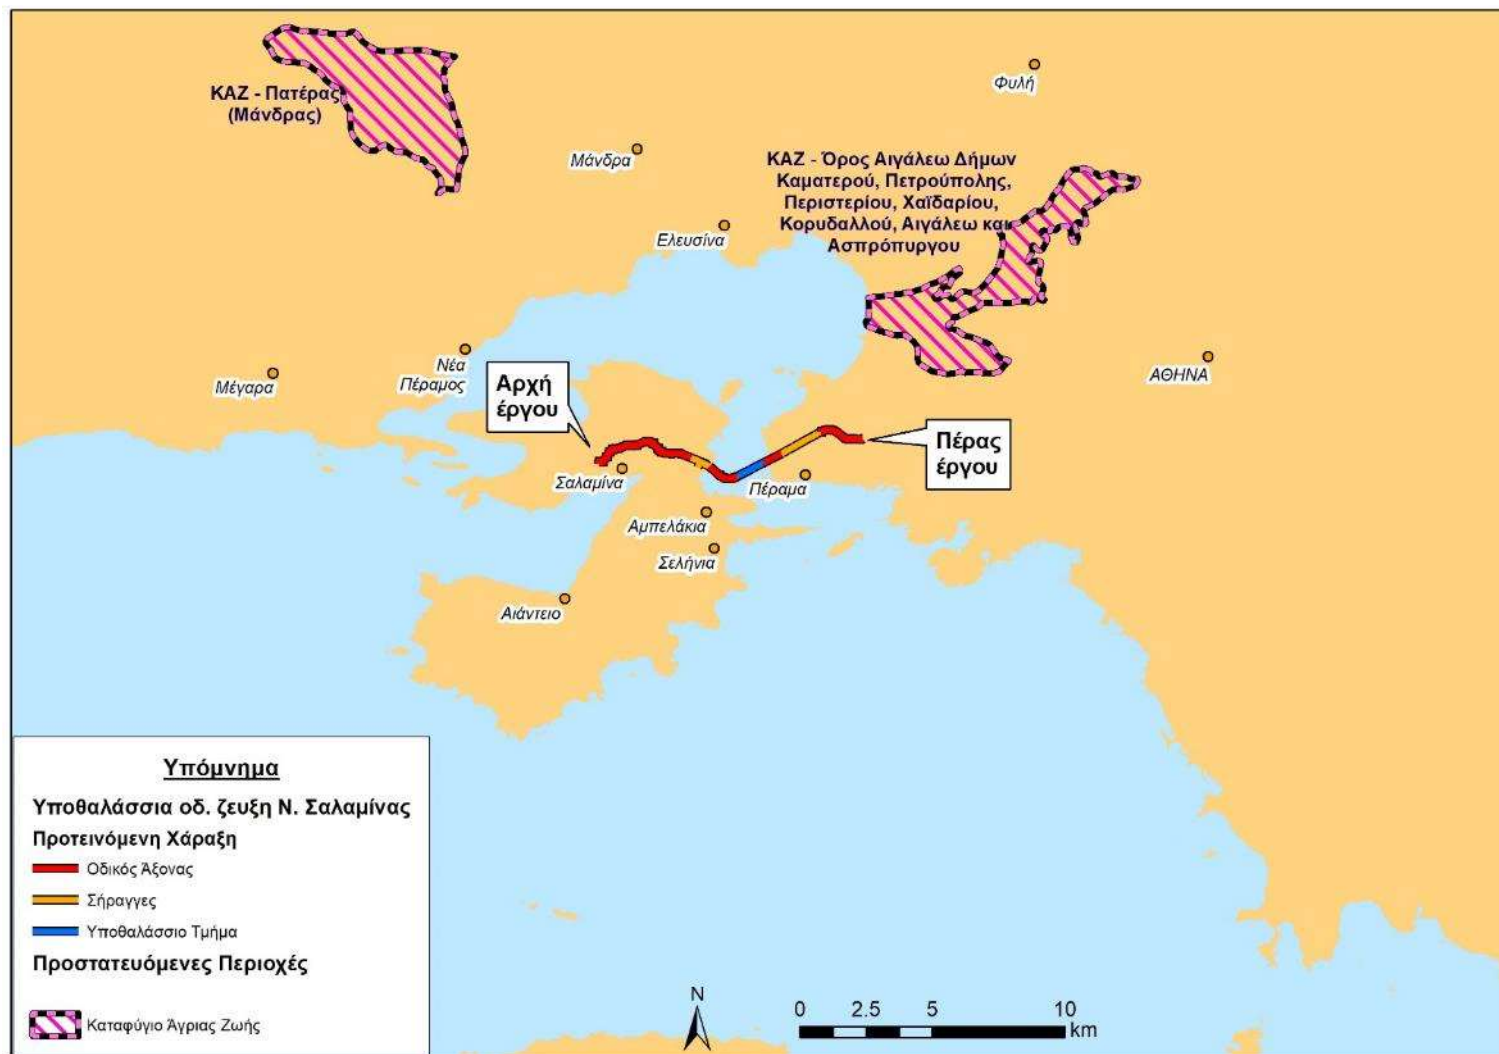 Φυλή
ΚΑΖ - Πατέρας
(Μάνδρας)
Μάνδρα
ΚΑΖ - Όρος Αιγάλεω Δήμων
Καματερού, Πετρούπολης,
Περιστερίου, Χαϊδαρίου,
Κορυδαλλού, Αιγάλεω και
Ασπρόπυργου
Ελευσίνα
Νέα
Πέραμος
Μέγαρα
ΑΘΗΝΑ
Αρχή
έργου
Πέρας
έργου
Σαλαμίνα
Πέραμα
Αμπελάκια
Σελήνια
Αιάντειο
Υπόμνημα
Υποθαλάσσια οδ. ζευξη Ν. Σαλαμίνας
Προτεινόμενη Χάραξη
Οδικός Άξονας
Σήραγγες
Υποθαλάσσιο Τμήμα
Προστατευόμενες Περιοχές
Καταφύγιο Άγριας Ζωής
N
0 2.5 5 10
km